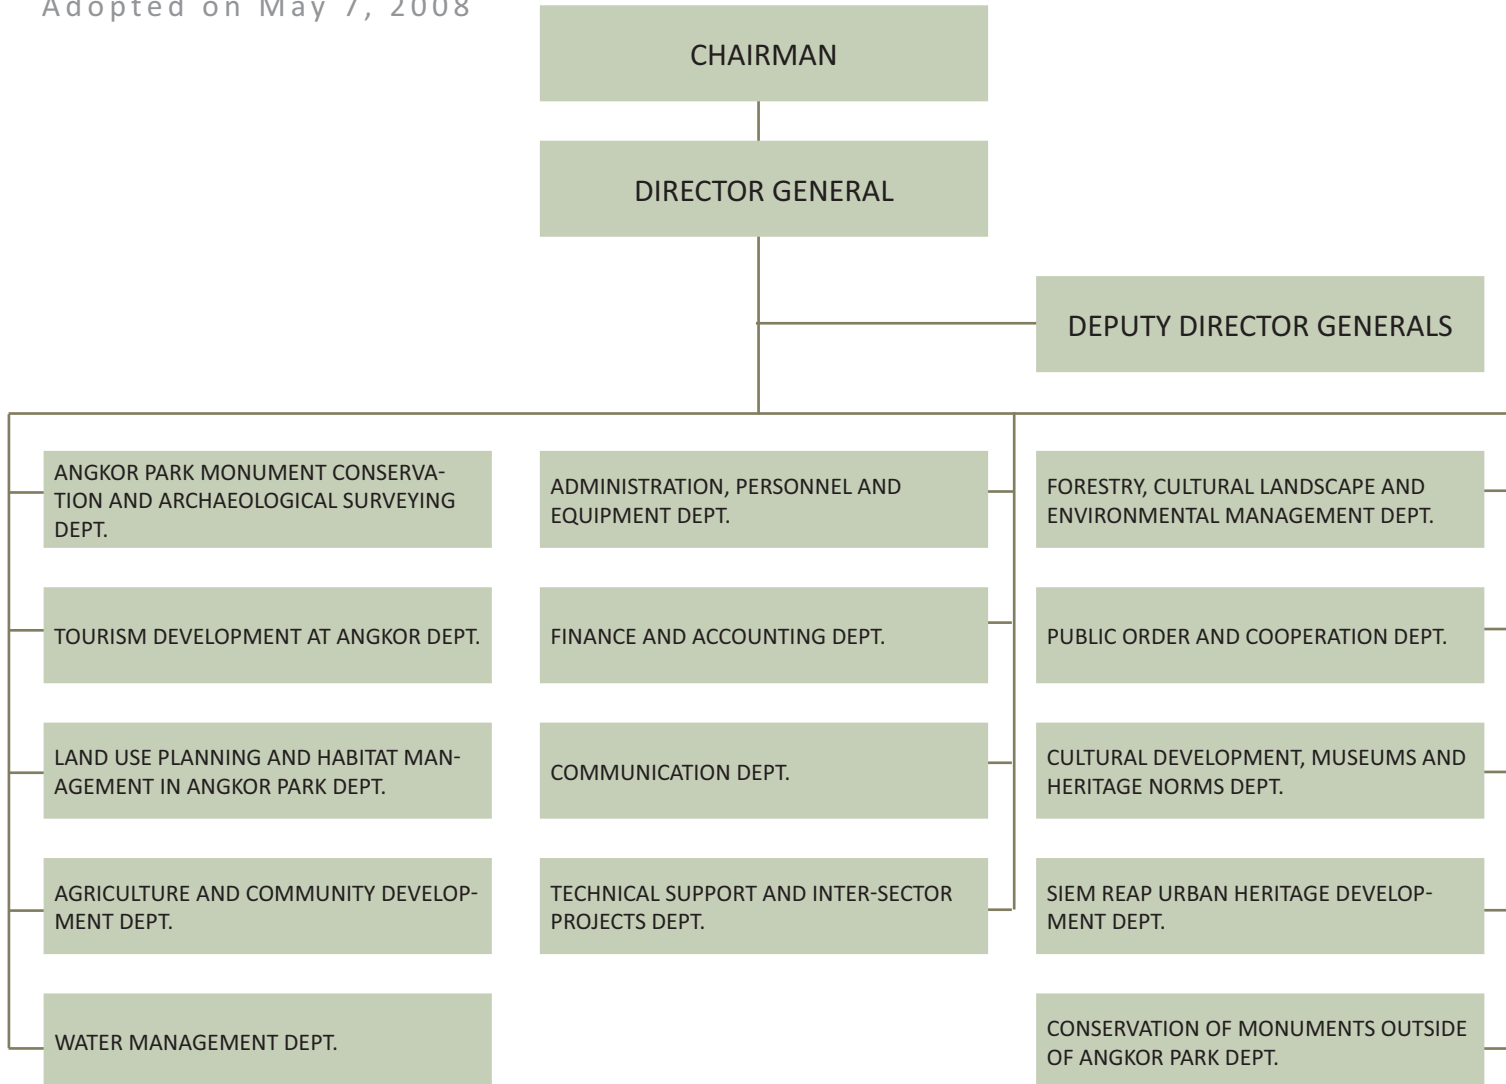 Adopted on May 7, 2008
CHAIRMAN
DIRECTOR GENERAL
DEPUTY DIRECTOR GENERALS
ANGKOR PARK MONUMENT CONSERVA-
TION AND ARCHAEOLOGICAL SURVEYING
DEPT.
ADMINISTRATION, PERSONNEL AND
EQUIPMENT DEPT.
FORESTRY, CULTURAL LANDSCAPE AND
ENVIRONMENTAL MANAGEMENT DEPT.
TOURISM DEVELOPMENT AT ANGKOR DEPT.
FINANCE AND ACCOUNTING DEPT.
PUBLIC ORDER AND COOPERATION DEPT.
LAND USE PLANNING AND HABITAT MAN-
AGEMENT IN ANGKOR PARK DEPT.
COMMUNICATION DEPT.
CULTURAL DEVELOPMENT, MUSEUMS AND
HERITAGE NORMS DEPT.
AGRICULTURE AND COMMUNITY DEVELOP-
MENT DEPT.
TECHNICAL SUPPORT AND INTER-SECTOR
PROJECTS DEPT.
SIEM REAP URBAN HERITAGE DEVELOP-
MENT DEPT.
WATER MANAGEMENT DEPT.
CONSERVATION OF MONUMENTS OUTSIDE
OF ANGKOR PARK DEPT.